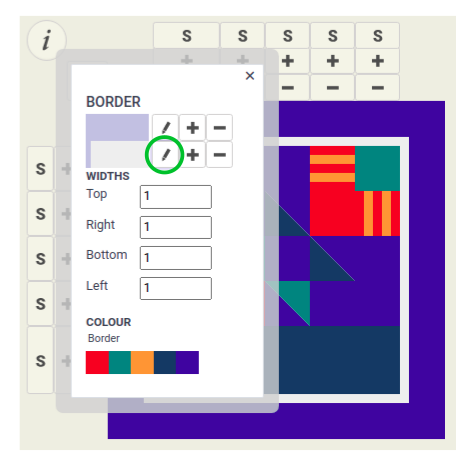 i
S S S S S
+ + + + +
− − −
×
BORDER
+ −
+ −
WIDTHS
Top 1
Right 1
Bottom 1
Left 1
COLOUR
Border
S +
S +
S +
S +
S +